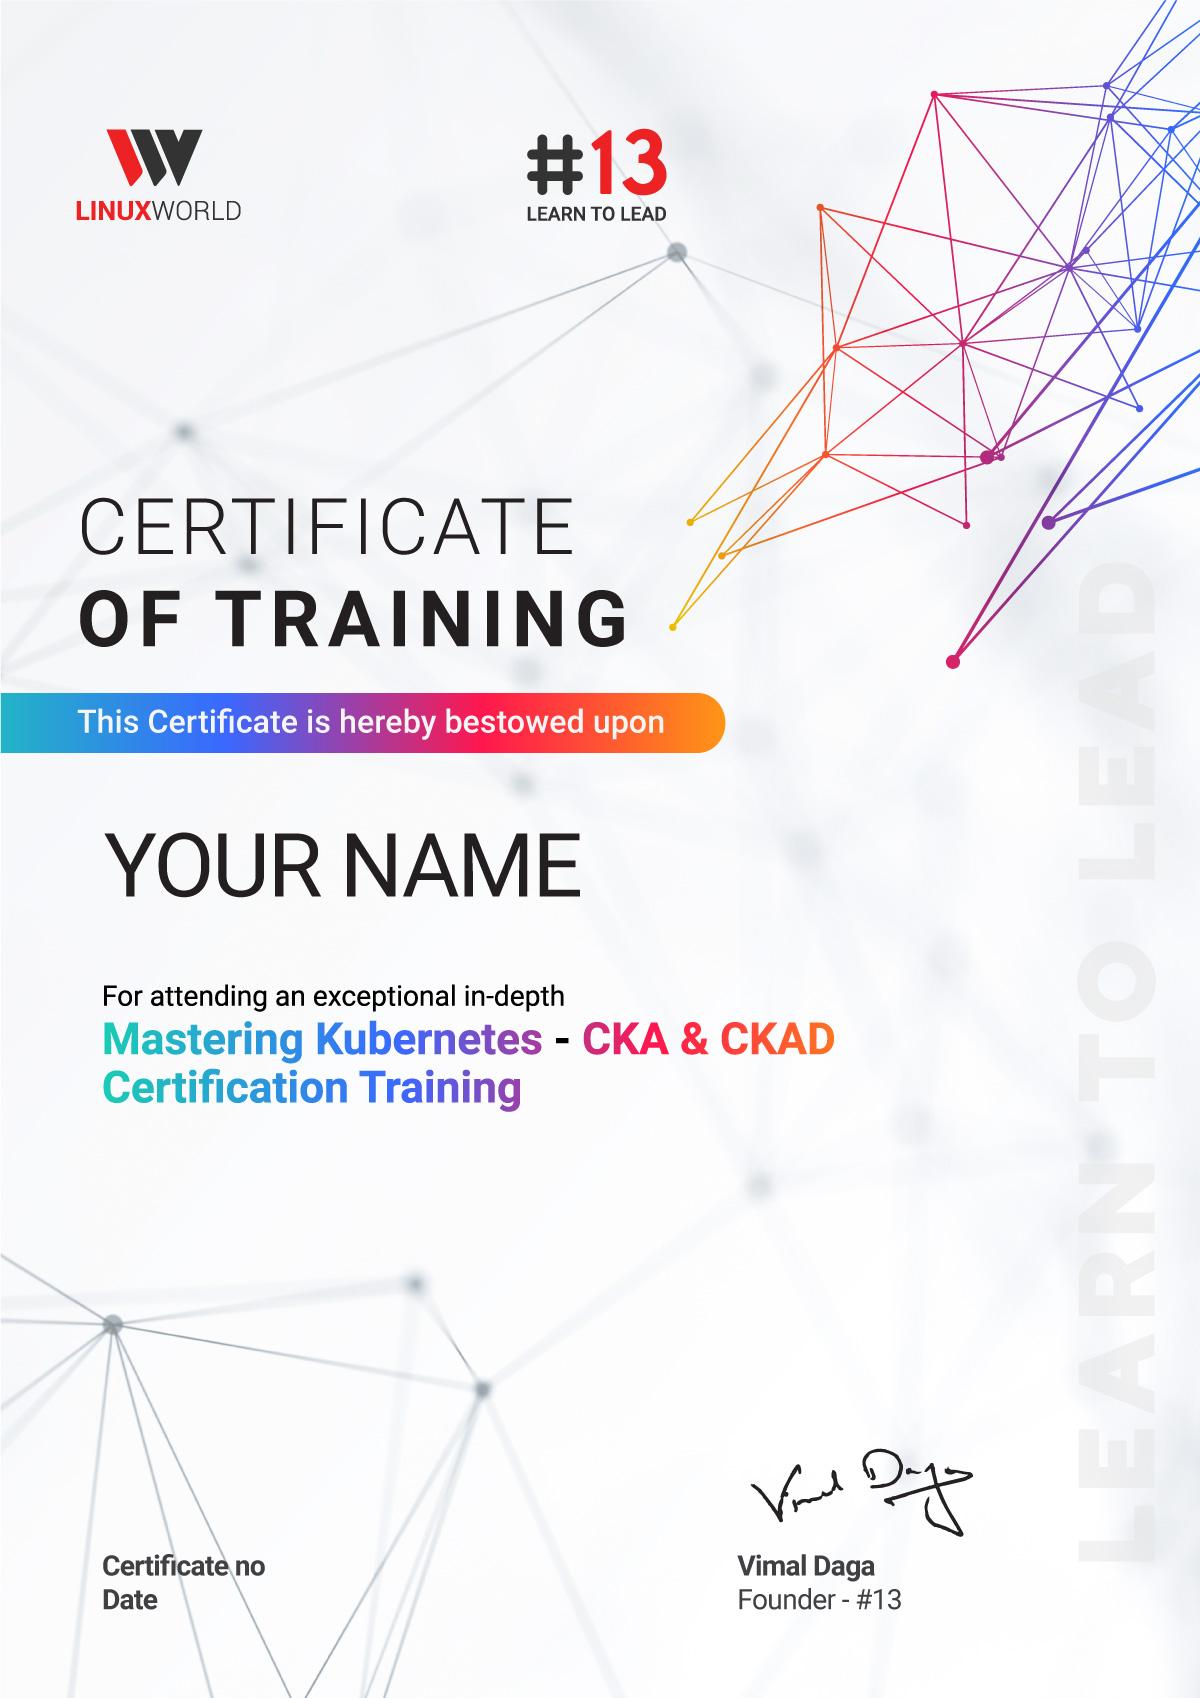 LINUXWORLD
#13
LEARN TO LEAD
CERTIFICATE
OF TRAINING
This Certificate is hereby bestowed upon
YOUR NAME
For attending an exceptional in-depth
Mastering Kubernetes - CKA & CKAD
Certification Training
LEARN TO LEAD
Vimal Daga
Certificate no
Date
Vimal Daga
Founder - #13